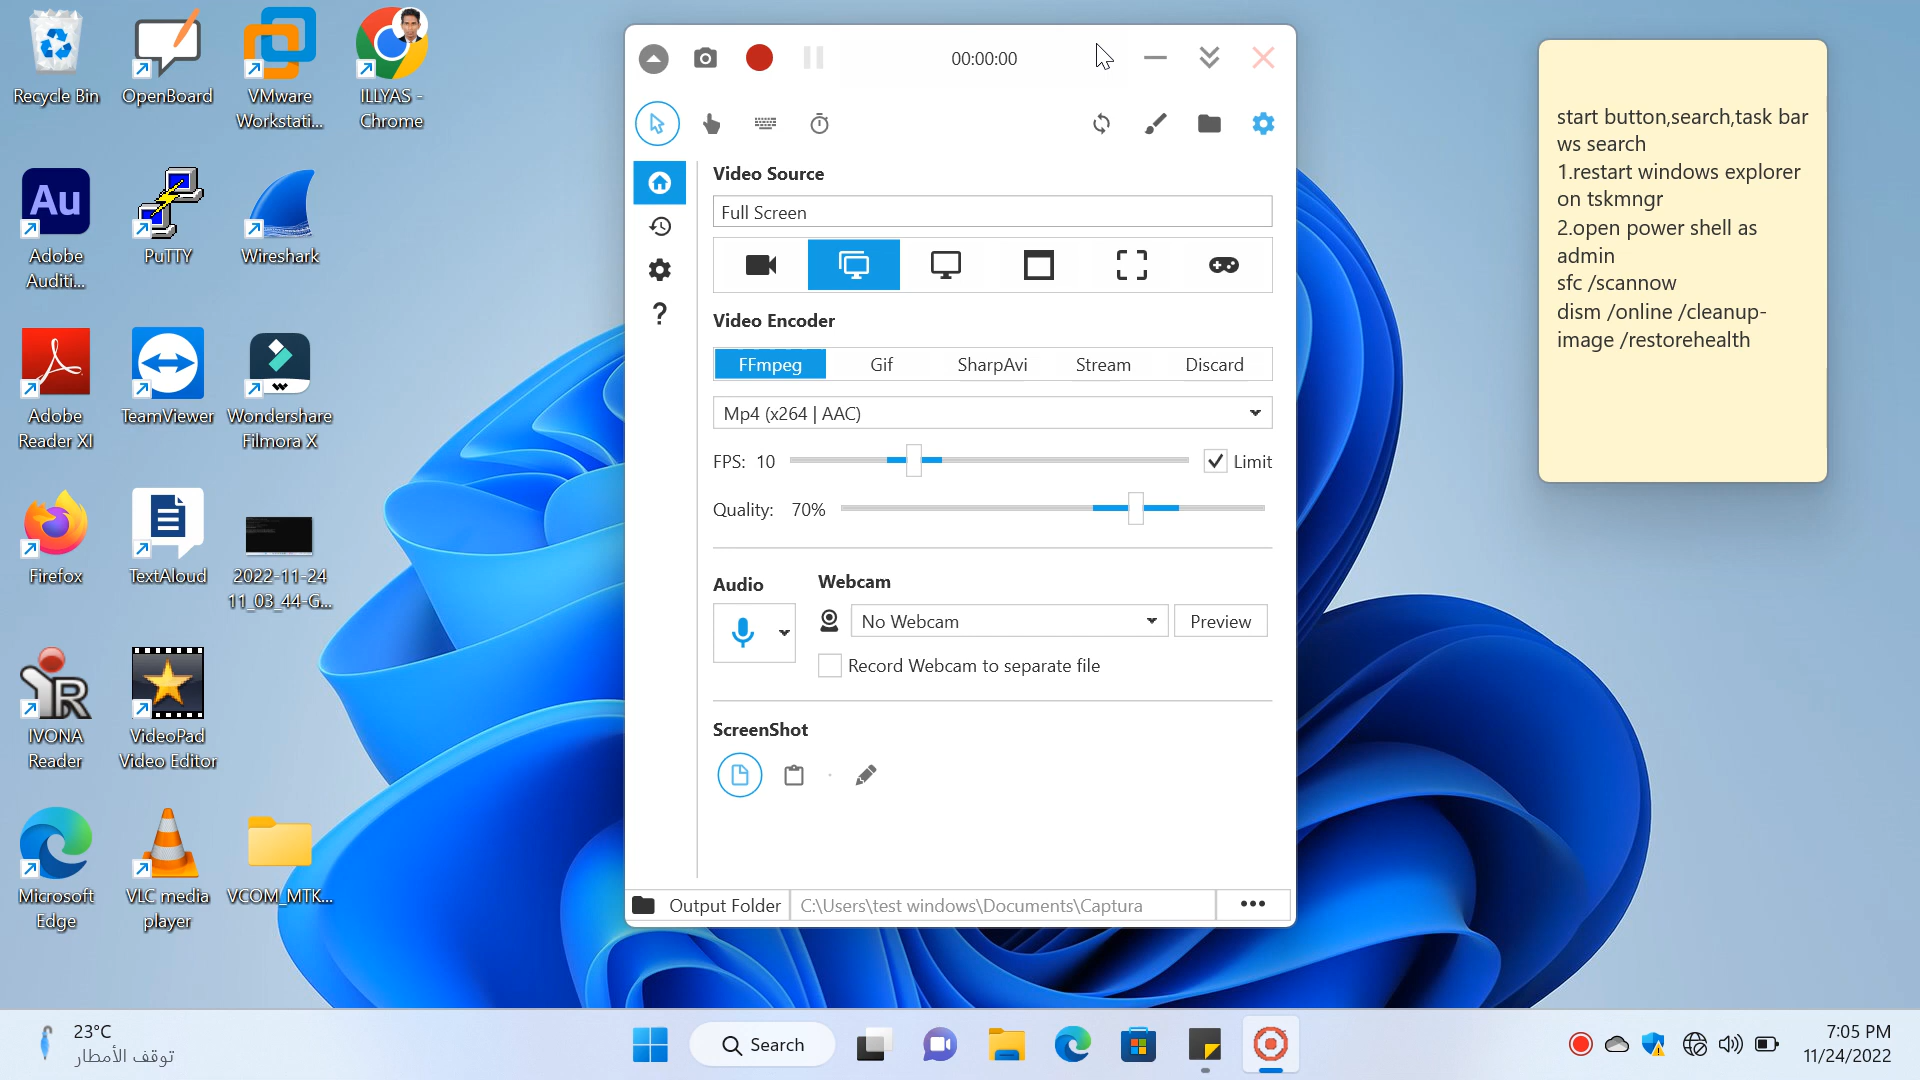 Recycle Bin
OpenBoard
VMware
Workstati...
ILLYAS -
Chrome
Au
Adobe
Auditi...
PuTTY
Wireshark
Adobe
Reader XI
TeamViewer
Wondershare
Filmora X
Firefox
TextAloud
2022-11-24
11_03_44-G...
IVONA
Reader
VideoPad
Video Editor
Microsoft
Edge
VLC media
player
VCOM_MTK...
00:00:00
Video Source
Full Screen
Video Encoder
FFmpeg
Gif
SharpAvi
Stream
Discard
Mp4 (x264 | AAC)
FPS: 10
Limit
Quality: 70%
Audio
Webcam
No Webcam
Preview
Record Webcam to separate file
ScreenShot
Output Folder
C:\Users\test windows\Documents\Captura
start button,search,task bar
ws search
1.restart windows explorer
on tskmngr
2.open power shell as
admin
sfc /scannow
dism /online /cleanup-
image /restorehealth
23°C
توقف الأمطار
Search
7:05 PM
11/24/2022